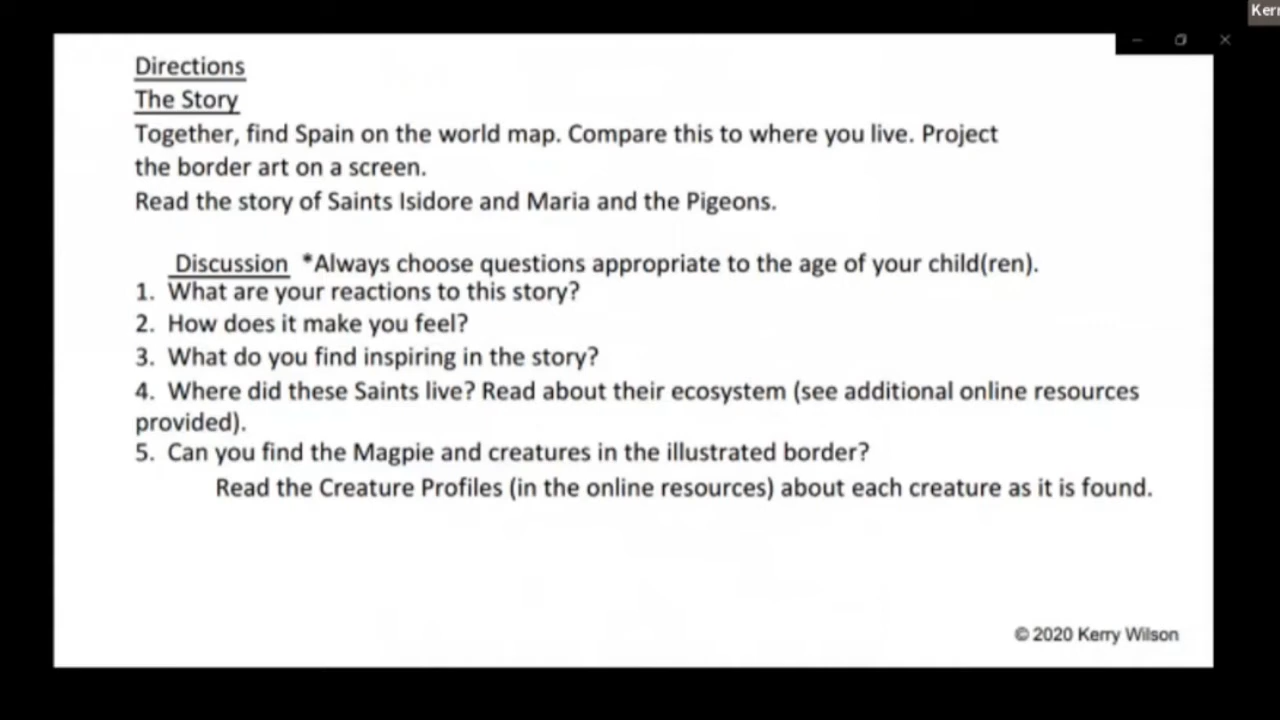 Kerr
Directions
The Story
Together, find Spain on the world map. Compare this to where you live. Project
the border art on a screen.
Read the story of Saints Isidore and Maria and the Pigeons.
Discussion *Always choose questions appropriate to the age of your child(ren).
1. What are your reactions to this story?
2. How does it make you feel?
3. What do you find inspiring in the story?
4. Where did these Saints live? Read about their ecosystem (see additional online resources
provided).
5. Can you find the Magpie and creatures in the illustrated border?
Read the Creature Profiles (in the online resources) about each creature as it is found.
© 2020 Kerry Wilson